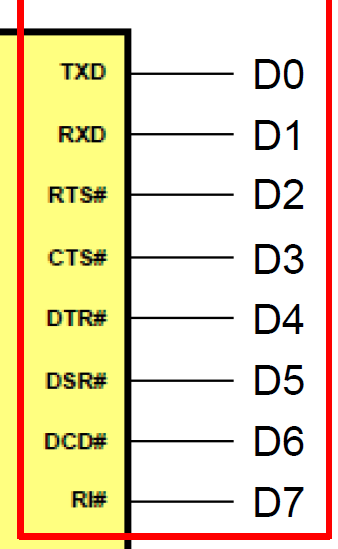 TXD D0
RXD D1
RTS# D2
CTS# D3
DTR# D4
DSR# D5
DCD# D6
RI# D7